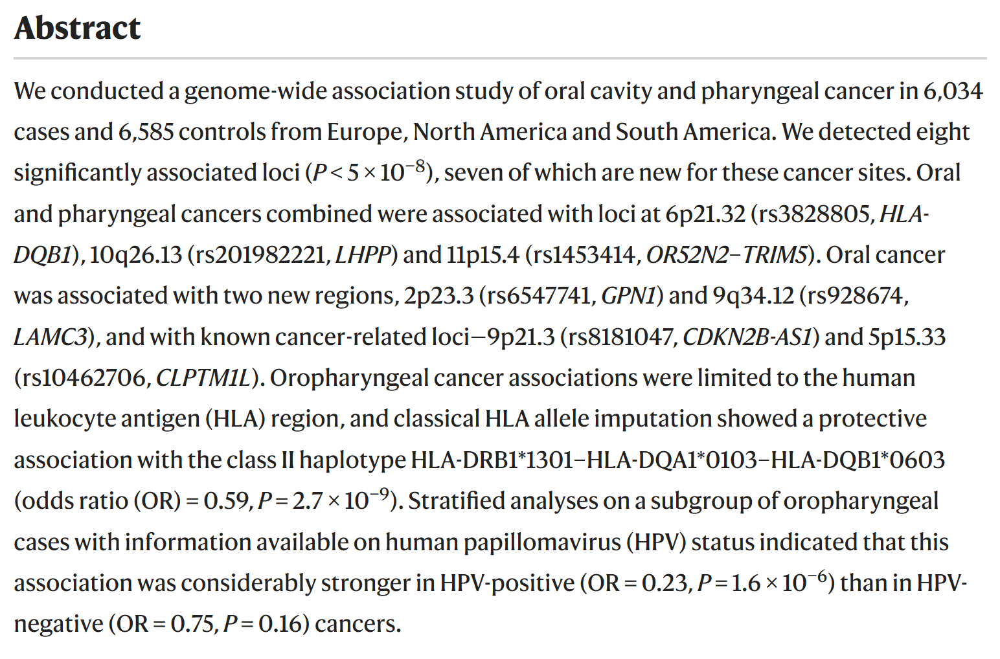 Abstract
We conducted a genome-wide association study of oral cavity and pharyngeal cancer in 6,034
cases and 6,585 controls from Europe, North America and South America. We detected eight
significantly associated loci (P < 5 × 10⁻⁸), seven of which are new for these cancer sites. Oral
and pharyngeal cancers combined were associated with loci at 6p21.32 (rs3828805, HLA-
DQB1), 10q26.13 (rs201982221, LHPP) and 11p15.4 (rs1453414, OR52N2–TRIM5). Oral cancer
was associated with two new regions, 2p23.3 (rs6547741, GPN1) and 9q34.12 (rs928674,
LAMC3), and with known cancer-related loci—9p21.3 (rs8181047, CDKN2B-AS1) and 5p15.33
(rs10462706, CLPTM1L). Oropharyngeal cancer associations were limited to the human
leukocyte antigen (HLA) region, and classical HLA allele imputation showed a protective
association with the class II haplotype HLA-DRB1*1301–HLA-DQA1*0103–HLA-DQB1*0603
(odds ratio (OR) = 0.59, P = 2.7 × 10⁻⁹). Stratified analyses on a subgroup of oropharyngeal
cases with information available on human papillomavirus (HPV) status indicated that this
association was considerably stronger in HPV-positive (OR = 0.23, P = 1.6 × 10⁻⁶) than in HPV-
negative (OR = 0.75, P = 0.16) cancers.